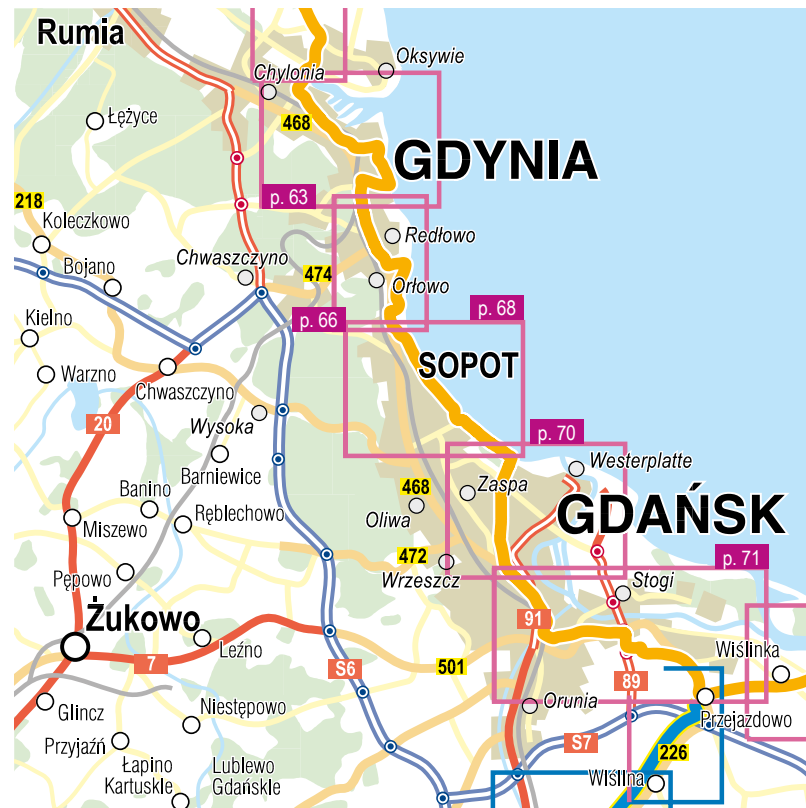 Rumia
Oksywie
Chylonia
Łężyce
468
GDYNIA
p. 63
218
Koleczkowo
Redłowo
Chwaszczyno
Bojano
474
Orłowo
Kielno
p. 66
p. 68
SOPOT
Warzno
Chwaszczyno
20
Wysoka
p. 70
Barniewice
Westerplatte
Banino
468
Zaspa
Miszewo
Rębiechowo
Oliwa
GDAŃSK
472
p. 71
Pępowo
Wrzeszcz
Stogi
Żukowo
91
Leźno
7
S6
501
Wiślinka
89
Glincz
Niestępowo
Orunia
Przejazdowo
Przyjaźń
S7
226
Łapino
Kartuskie
Lublewo
Gdańskie
Wiślina